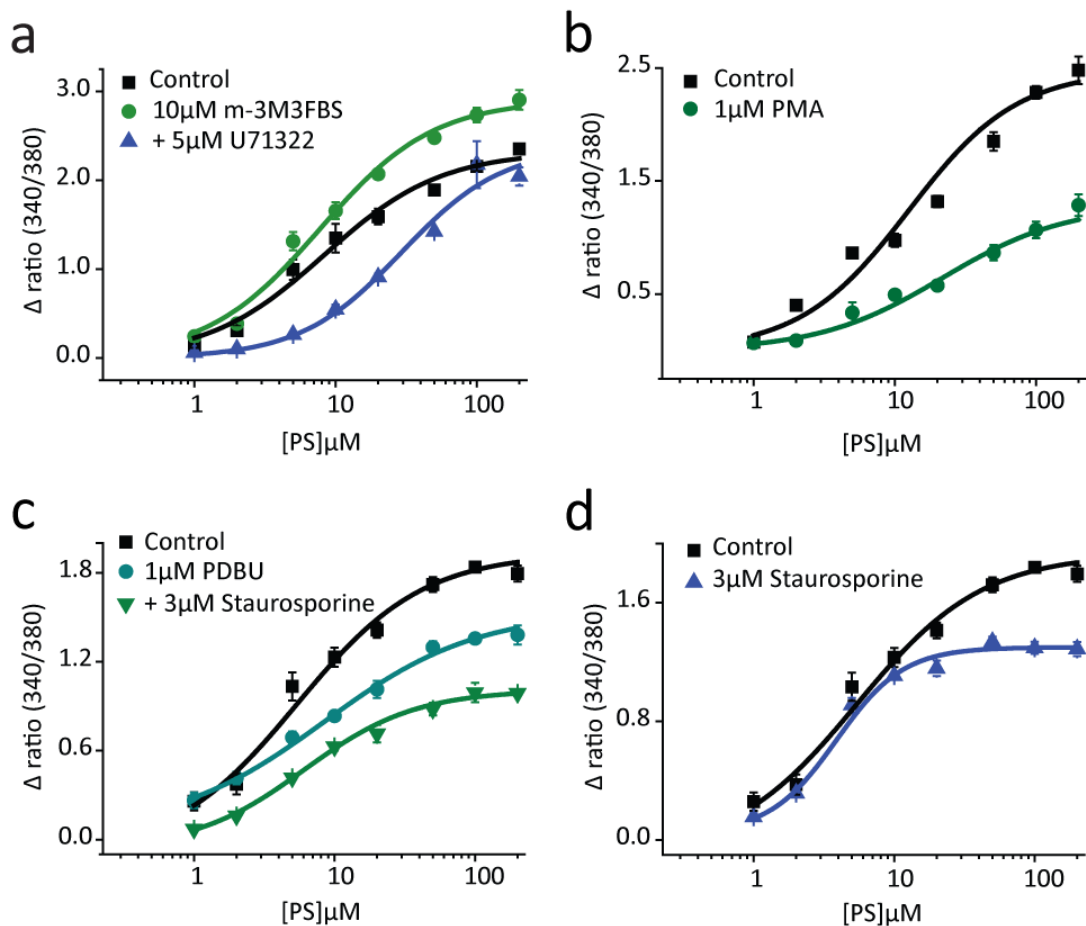 a
Control
10μM m-3M3FBS
+ 5μM U71322
3.0
2.0
1.0
0.0
Δ ratio (340/380)
1
10
100
[PS]μM
b
Control
1μM PMA
2.5
1.5
0.5
Δ ratio (340/380)
1
10
100
[PS]μM
c
Control
1μM PDBU
+ 3μM Staurosporine
1.8
1.2
0.6
0.0
Δ ratio (340/380)
1
10
100
[PS]μM
d
Control
3μM Staurosporine
1.6
0.8
0.0
Δ ratio (340/380)
1
10
100
[PS]μM